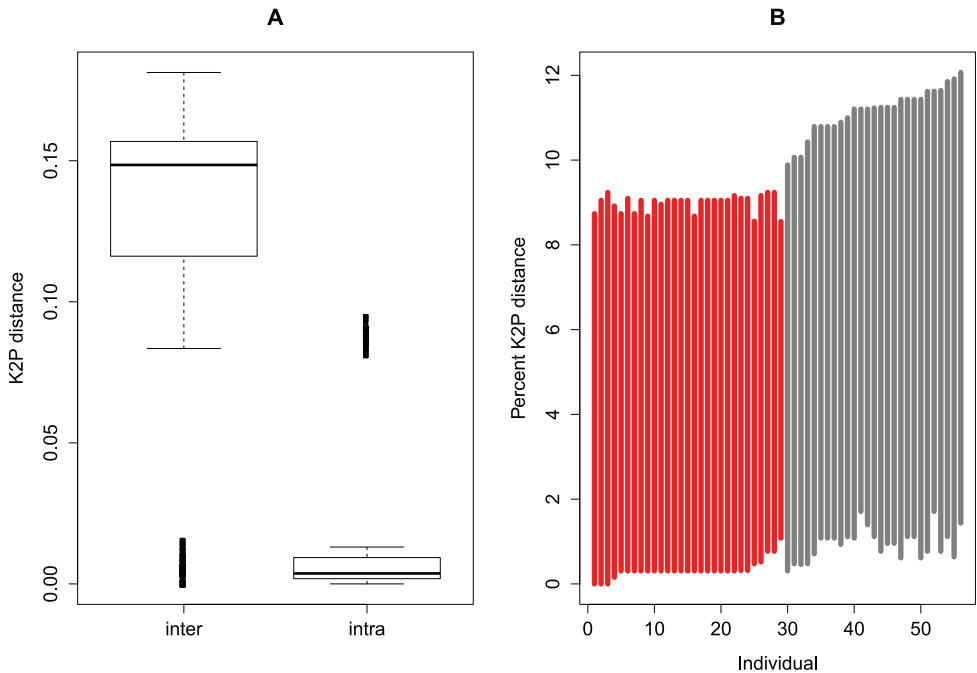 A
K2P distance
0.15
0.10
0.05
0.00
inter intra
B
Percent K2P distance
12
10
8
6
4
2
0
0 10 20 30 40 50
Individual